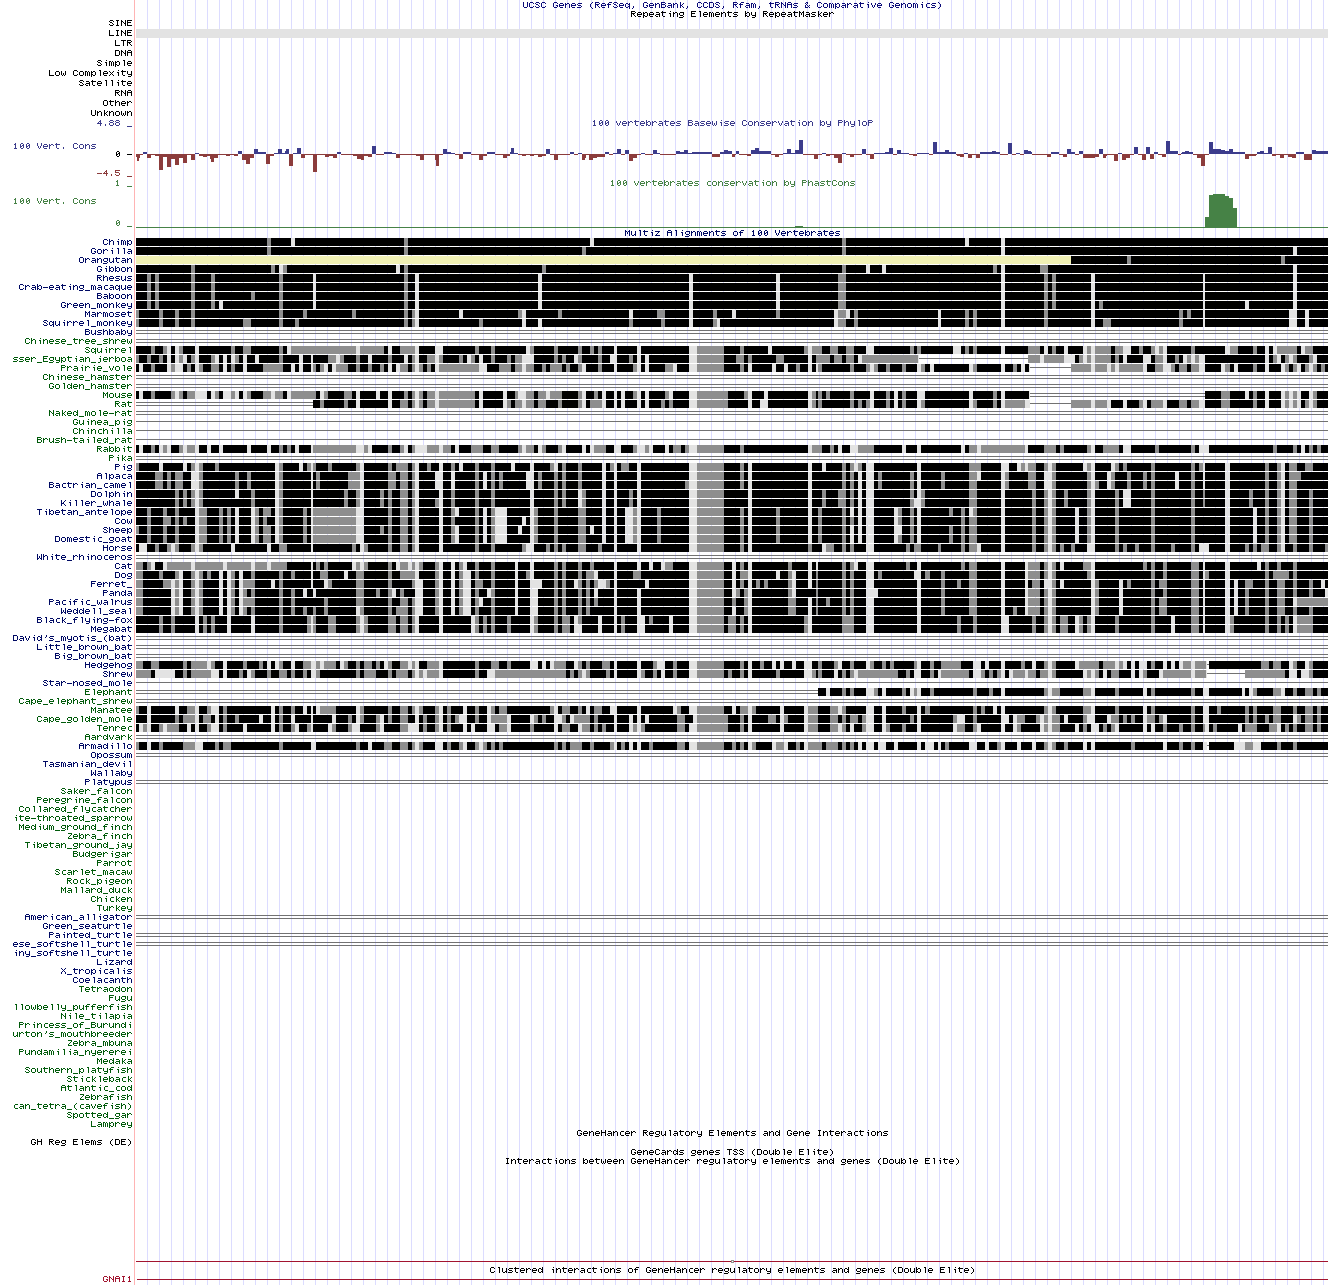 UCSC Genes (RefSeq, GenBank, CCDS, Rfam, tRNAs & Comparative Genomics)
Repeating Elements by RepeatMasker
SINE
LINE
LTR
DNA
Simple
Low Complexity
Satellite
RNA
Other
Unknown
100 vertebrates Basewise Conservation by PhyloP
4.88 _
100 Vert. Cons
0 _
-4.5 _
100 vertebrates conservation by PhastCons
1 _
100 Vert. Cons
0 _
Multiz Alignments of 100 Vertebrates
Chimp
Gorilla
Orangutan
Gibbon
Rhesus
Crab-eating_macaque
Baboon
Green_monkey
Marmoset
Squirrel_monkey
Bushbaby
Chinese_tree_shrew
Squirrel
sser_Egyptian_jerboa
Prairie_vole
Chinese_hamster
Golden_hamster
Mouse
Rat
Naked_mole-rat
Guinea_pig
Chinchilla
Brush-tailed_rat
Rabbit
Pika
Pig
Alpaca
Bactrian_camel
Dolphin
Killer_whale
Tibetan_antelope
Cow
Sheep
Domestic_goat
Horse
White_rhinoceros
Cat
Dog
Ferret_
Panda
Pacific_walrus
Weddell_seal
Black_flying-fox
Megabat
David's_myotis_(bat)
Little_brown_bat
Big_brown_bat
Hedgehog
Shrew
Star-nosed_mole
Elephant
Cape_elephant_shrew
Manatee
Cape_golden_mole
Tenrec
Aardvark
Armadillo
Opossum
Tasmanian_devil
Wallaby
Platypus
Saker_falcon
Peregrine_falcon
Collared_flycatcher
ite-throated_sparrow
Medium_ground_finch
Zebra_finch
Tibetan_ground_jay
Budgerigar
Parrot
Scarlet_macaw
Rock_pigeon
Mallard_duck
Chicken
Turkey
American_alligator
Green_seaturtle
Painted_turtle
ese_softshell_turtle
iny_softshell_turtle
Lizard
X_tropicalis
Coelacanth
Tetraodon
Fugu
llowbelly_pufferfish
Nile_tilapia
Princess_of_Burundi
urton's_mouthbreeder
Zebra_mbuna
Pundamilia_nyererei
Medaka
Southern_platyfish
Stickleback
Atlantic_cod
Zebrafish
can_tetra_(cavefish)
Spotted_gar
Lamprey
GeneHancer Regulatory Elements and Gene Interactions
GH Reg Elems (DE)
GeneCards genes TSS (Double Elite)
Interactions between GeneHancer regulatory elements and genes (Double Elite)
Clustered interactions of GeneHancer regulatory elements and genes (Double Elite)
GNAI1